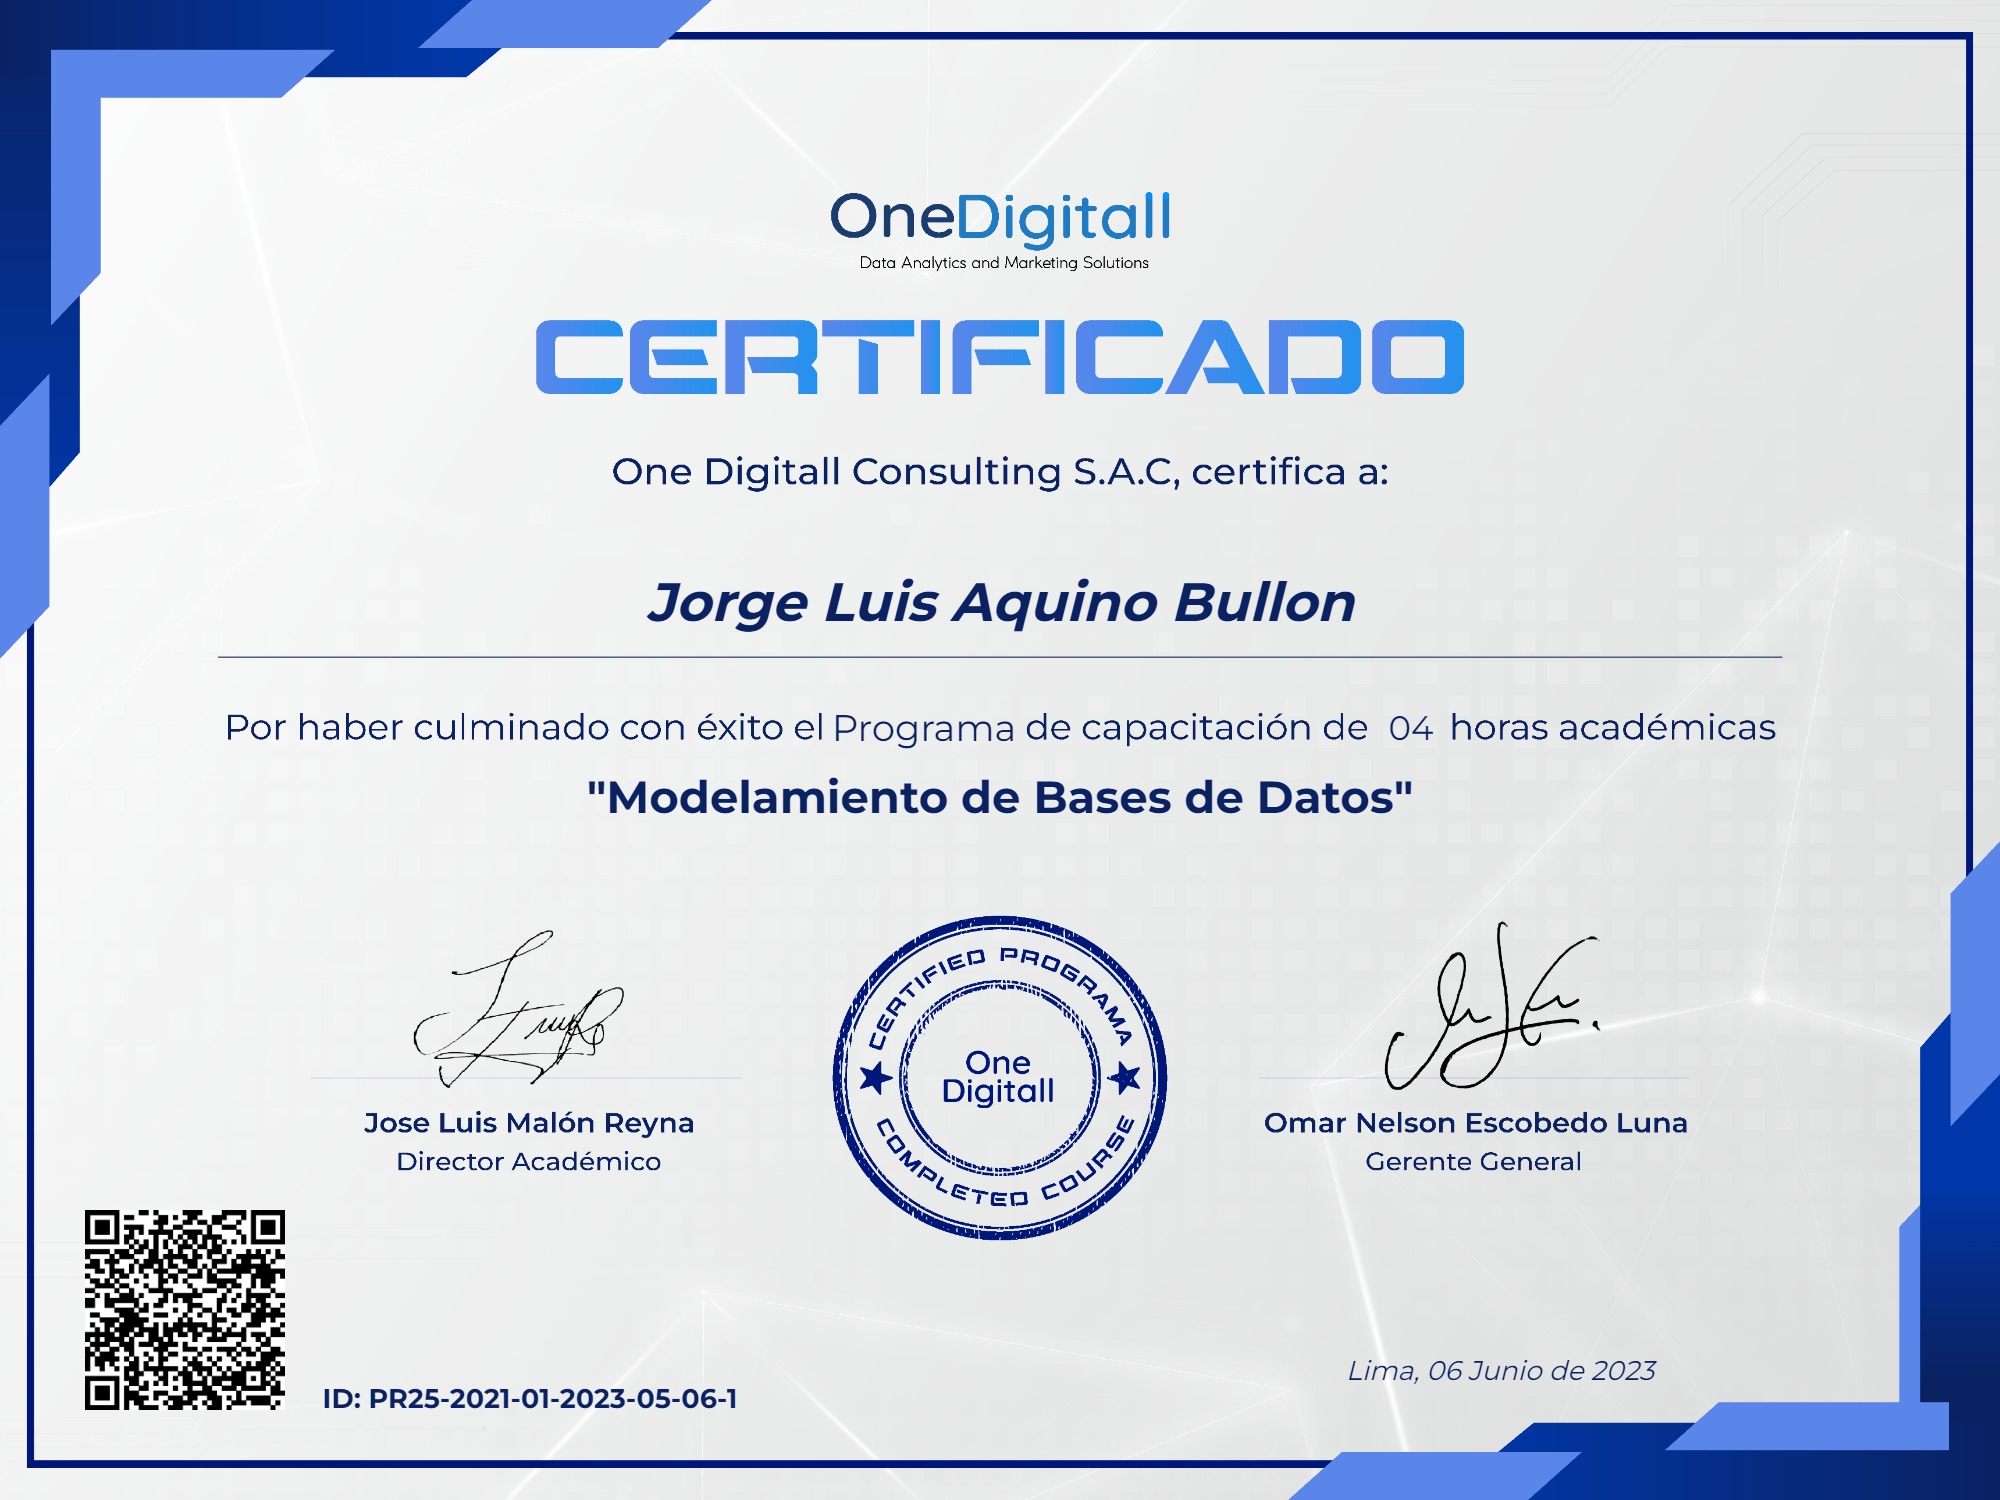 OneDigitall
Data Analytics and Marketing Solutions
CERTIFICADO
One Digitall Consulting S.A.C, certifica a:
Jorge Luis Aquino Bullon
Por haber culminado con éxito el Programa de capacitación de 04 horas académicas
"Modelamiento de Bases de Datos"
CERTIFIED PROGRAMA
One
Digitall
COMPLETED COURSE
Jose Luis Malón Reyna
Director Académico
Omar Nelson Escobedo Luna
Gerente General
ID: PR25-2021-01-2023-05-06-1
Lima, 06 Junio de 2023